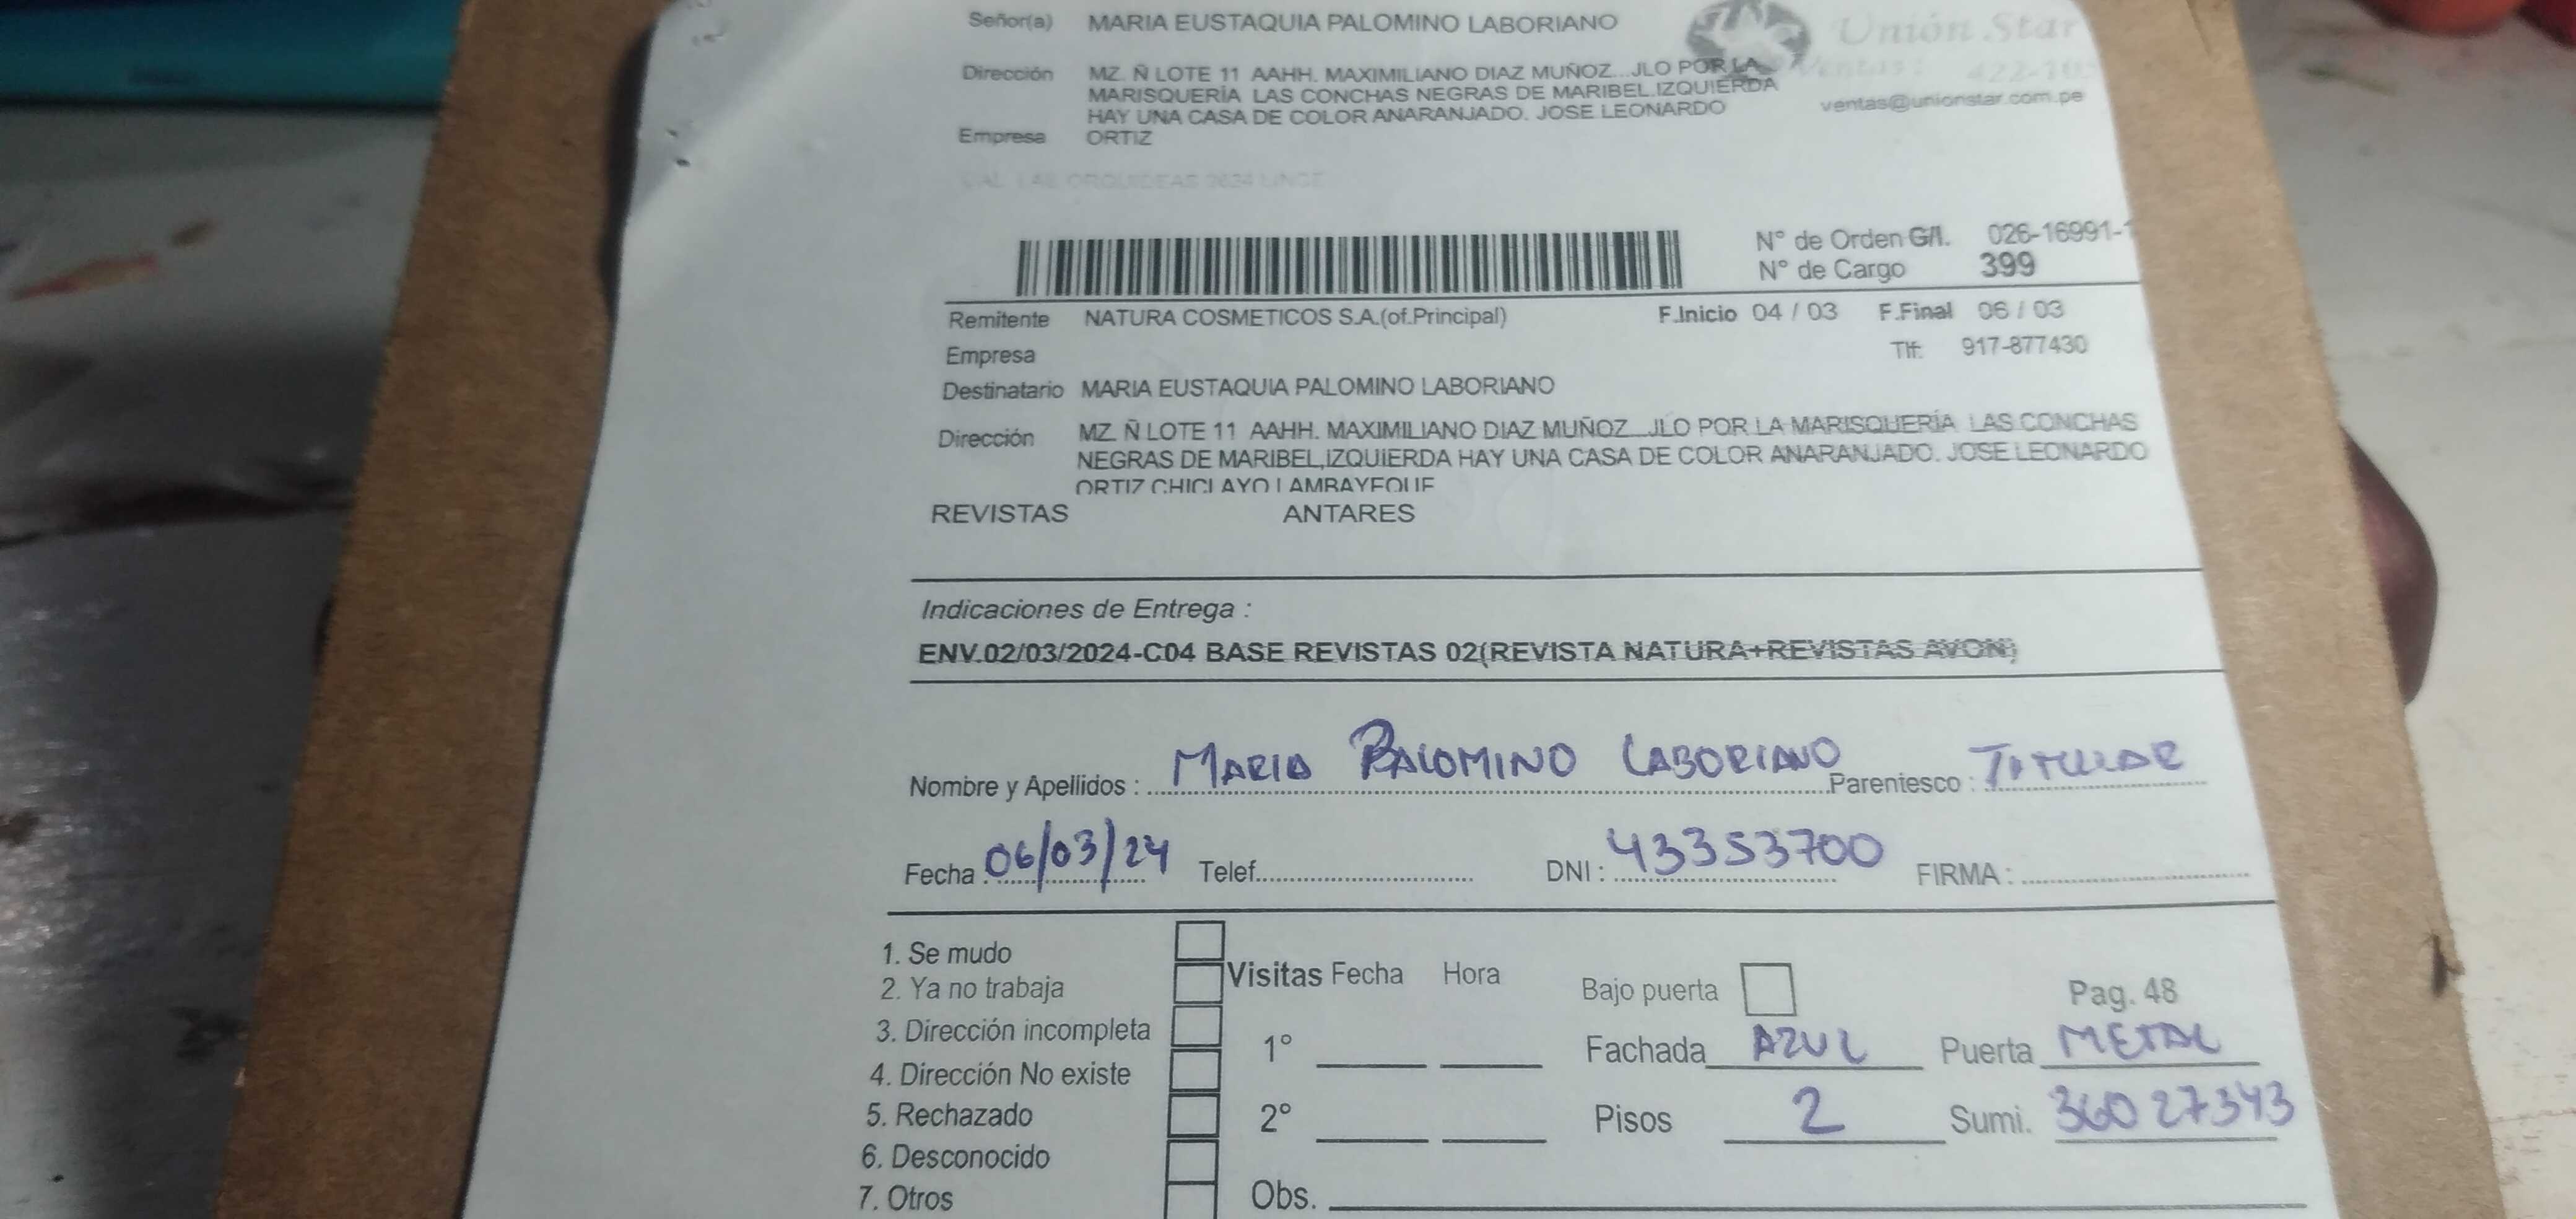 Señor(a) MARIA EUSTAQUIA PALOMINO LABORIANO
Unión Star
Dirección MZ. Ñ LOTE 11 AAHH. MAXIMILIANO DIAZ MUÑOZ...JLO POR LA
MARISQUERÍA LAS CONCHAS NEGRAS DE MARIBEL,IZQUIERDA
ventas@unionstar.com.pe
HAY UNA CASA DE COLOR ANARANJADO. JOSE LEONARDO
Empresa ORTIZ
CAL LAS ORQUIDEAS 2624 LINCE
N° de Orden G/I. 026-16991-1
N° de Cargo 399
Remitente NATURA COSMETICOS S.A.(of.Principal) F.Inicio 04 / 03 F.Final 06 / 03
Empresa Tlf: 917-877430
Destinatario MARIA EUSTAQUIA PALOMINO LABORIANO
Dirección MZ. Ñ LOTE 11 AAHH. MAXIMILIANO DIAZ MUÑOZ...JLO POR LA MARISQUERÍA LAS CONCHAS
NEGRAS DE MARIBEL,IZQUIERDA HAY UNA CASA DE COLOR ANARANJADO. JOSE LEONARDO
ORTIZ CHICLAYO LAMBAYEQUE
REVISTAS ANTARES
Indicaciones de Entrega :
ENV.02/03/2024-C04 BASE REVISTAS 02(REVISTA NATURA+REVISTAS AVON)
Nombre y Apellidos : MARIA PALOMINO LABORIANO Parentesco : TITULAR
Fecha : 06/03/24 Telef. DNI : 43353700 FIRMA :
1. Se mudo
2. Ya no trabaja Visitas Fecha Hora Bajo puerta Pag. 48
3. Dirección incompleta 1° Fachada AZUL Puerta METAL
4. Dirección No existe
5. Rechazado 2° Pisos 2 Sumi. 36027343
6. Desconocido
7. Otros Obs.